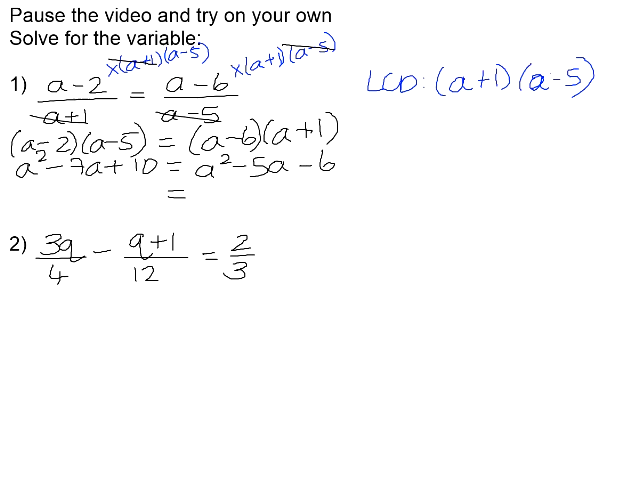 Pause the video and try on your own
Solve for the variable:
x(a+1)(a-5) x(a+1)(a-5)
1) a-2/a+1 = a-6/a-5 LCD: (a+1)(a-5)
(a-2)(a-5) = (a-6)(a+1)
a²-7a+10 = a²-5a-6
=
2) 3q/4 - q+1/12 = 2/3